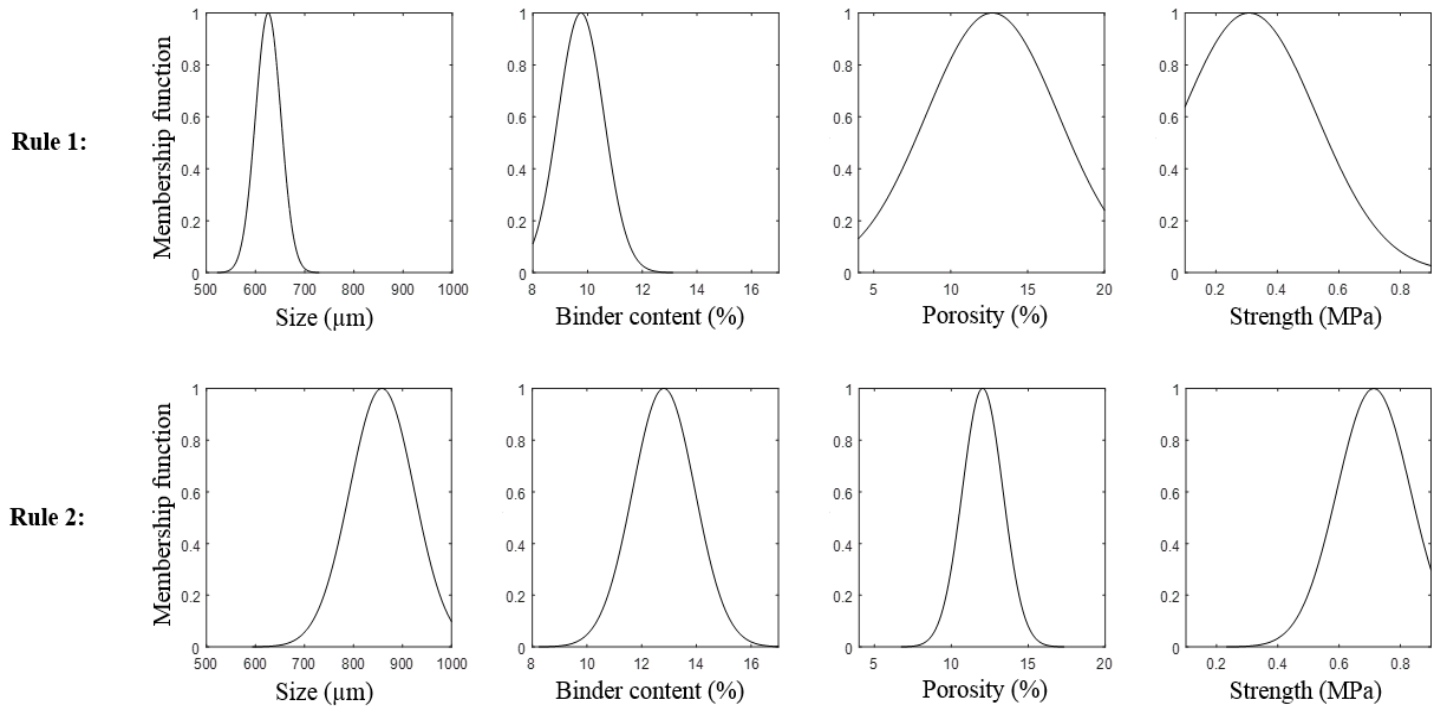 Rule 1:
Membership function
1
0.8
0.6
0.4
0.2
0
500 600 700 800 900 1000
Size (µm)
1
0.8
0.6
0.4
0.2
0
8 10 12 14 16
Binder content (%)
1
0.8
0.6
0.4
0.2
0
5 10 15 20
Porosity (%)
1
0.8
0.6
0.4
0.2
0
0.2 0.4 0.6 0.8
Strength (MPa)
Rule 2:
Membership function
1
0.8
0.6
0.4
0.2
0
500 600 700 800 900 1000
Size (µm)
1
0.8
0.6
0.4
0.2
0
8 10 12 14 16
Binder content (%)
1
0.8
0.6
0.4
0.2
0
5 10 15 20
Porosity (%)
1
0.8
0.6
0.4
0.2
0
0.2 0.4 0.6 0.8
Strength (MPa)